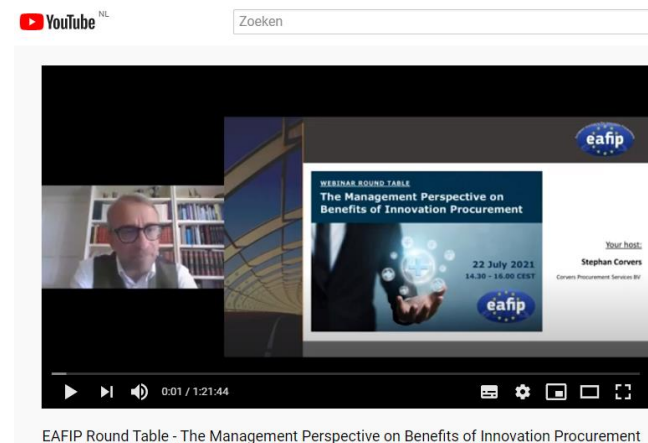 YouTube NL
Zoeken
eafip
WEBINAR ROUND TABLE
The Management Perspective on
Benefits of Innovation Procurement
22 July 2021
14.30 - 16.00 CEST
eafip
Your host:
Stephan Corvers
Corvers Procurement Services BV
0:01 / 1:21:44
EAFIP Round Table - The Management Perspective on Benefits of Innovation Procurement